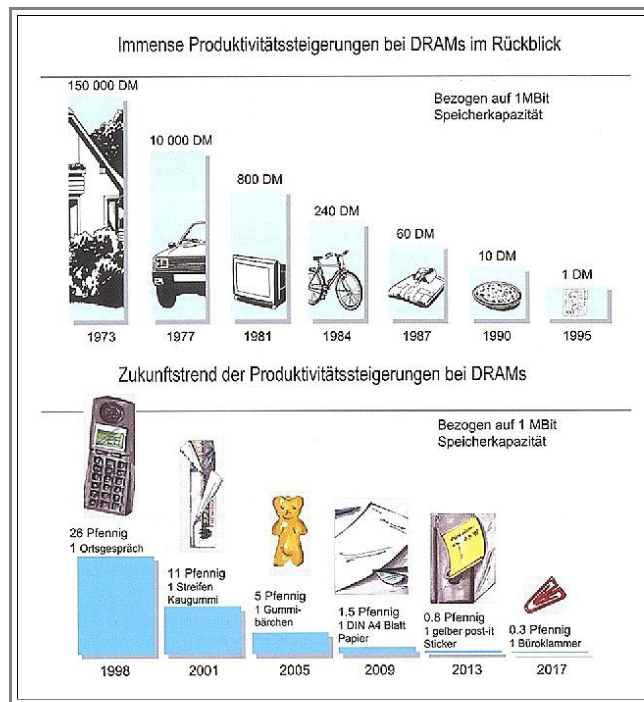 Immense Produktivitätssteigerungen bei DRAMs im Rückblick
150 000 DM
Bezogen auf 1MBit
Speicherkapazität
10 000 DM
800 DM
240 DM
60 DM
10 DM
1 DM
1973
1977
1981
1984
1987
1990
1995
Zukunftstrend der Produktivitätssteigerungen bei DRAMs
Bezogen auf 1 MBit
Speicherkapazität
26 Pfennig
1 Ortsgespräch
11 Pfennig
1 Streifen
Kaugummi
5 Pfennig
1 Gummi-
bärchen
1.5 Pfennig
1 DIN A4 Blatt
Papier
0.8 Pfennig
1 gelber post-it
Sticker
0.3 Pfennig
1 Büroklammer
1998
2001
2005
2009
2013
2017